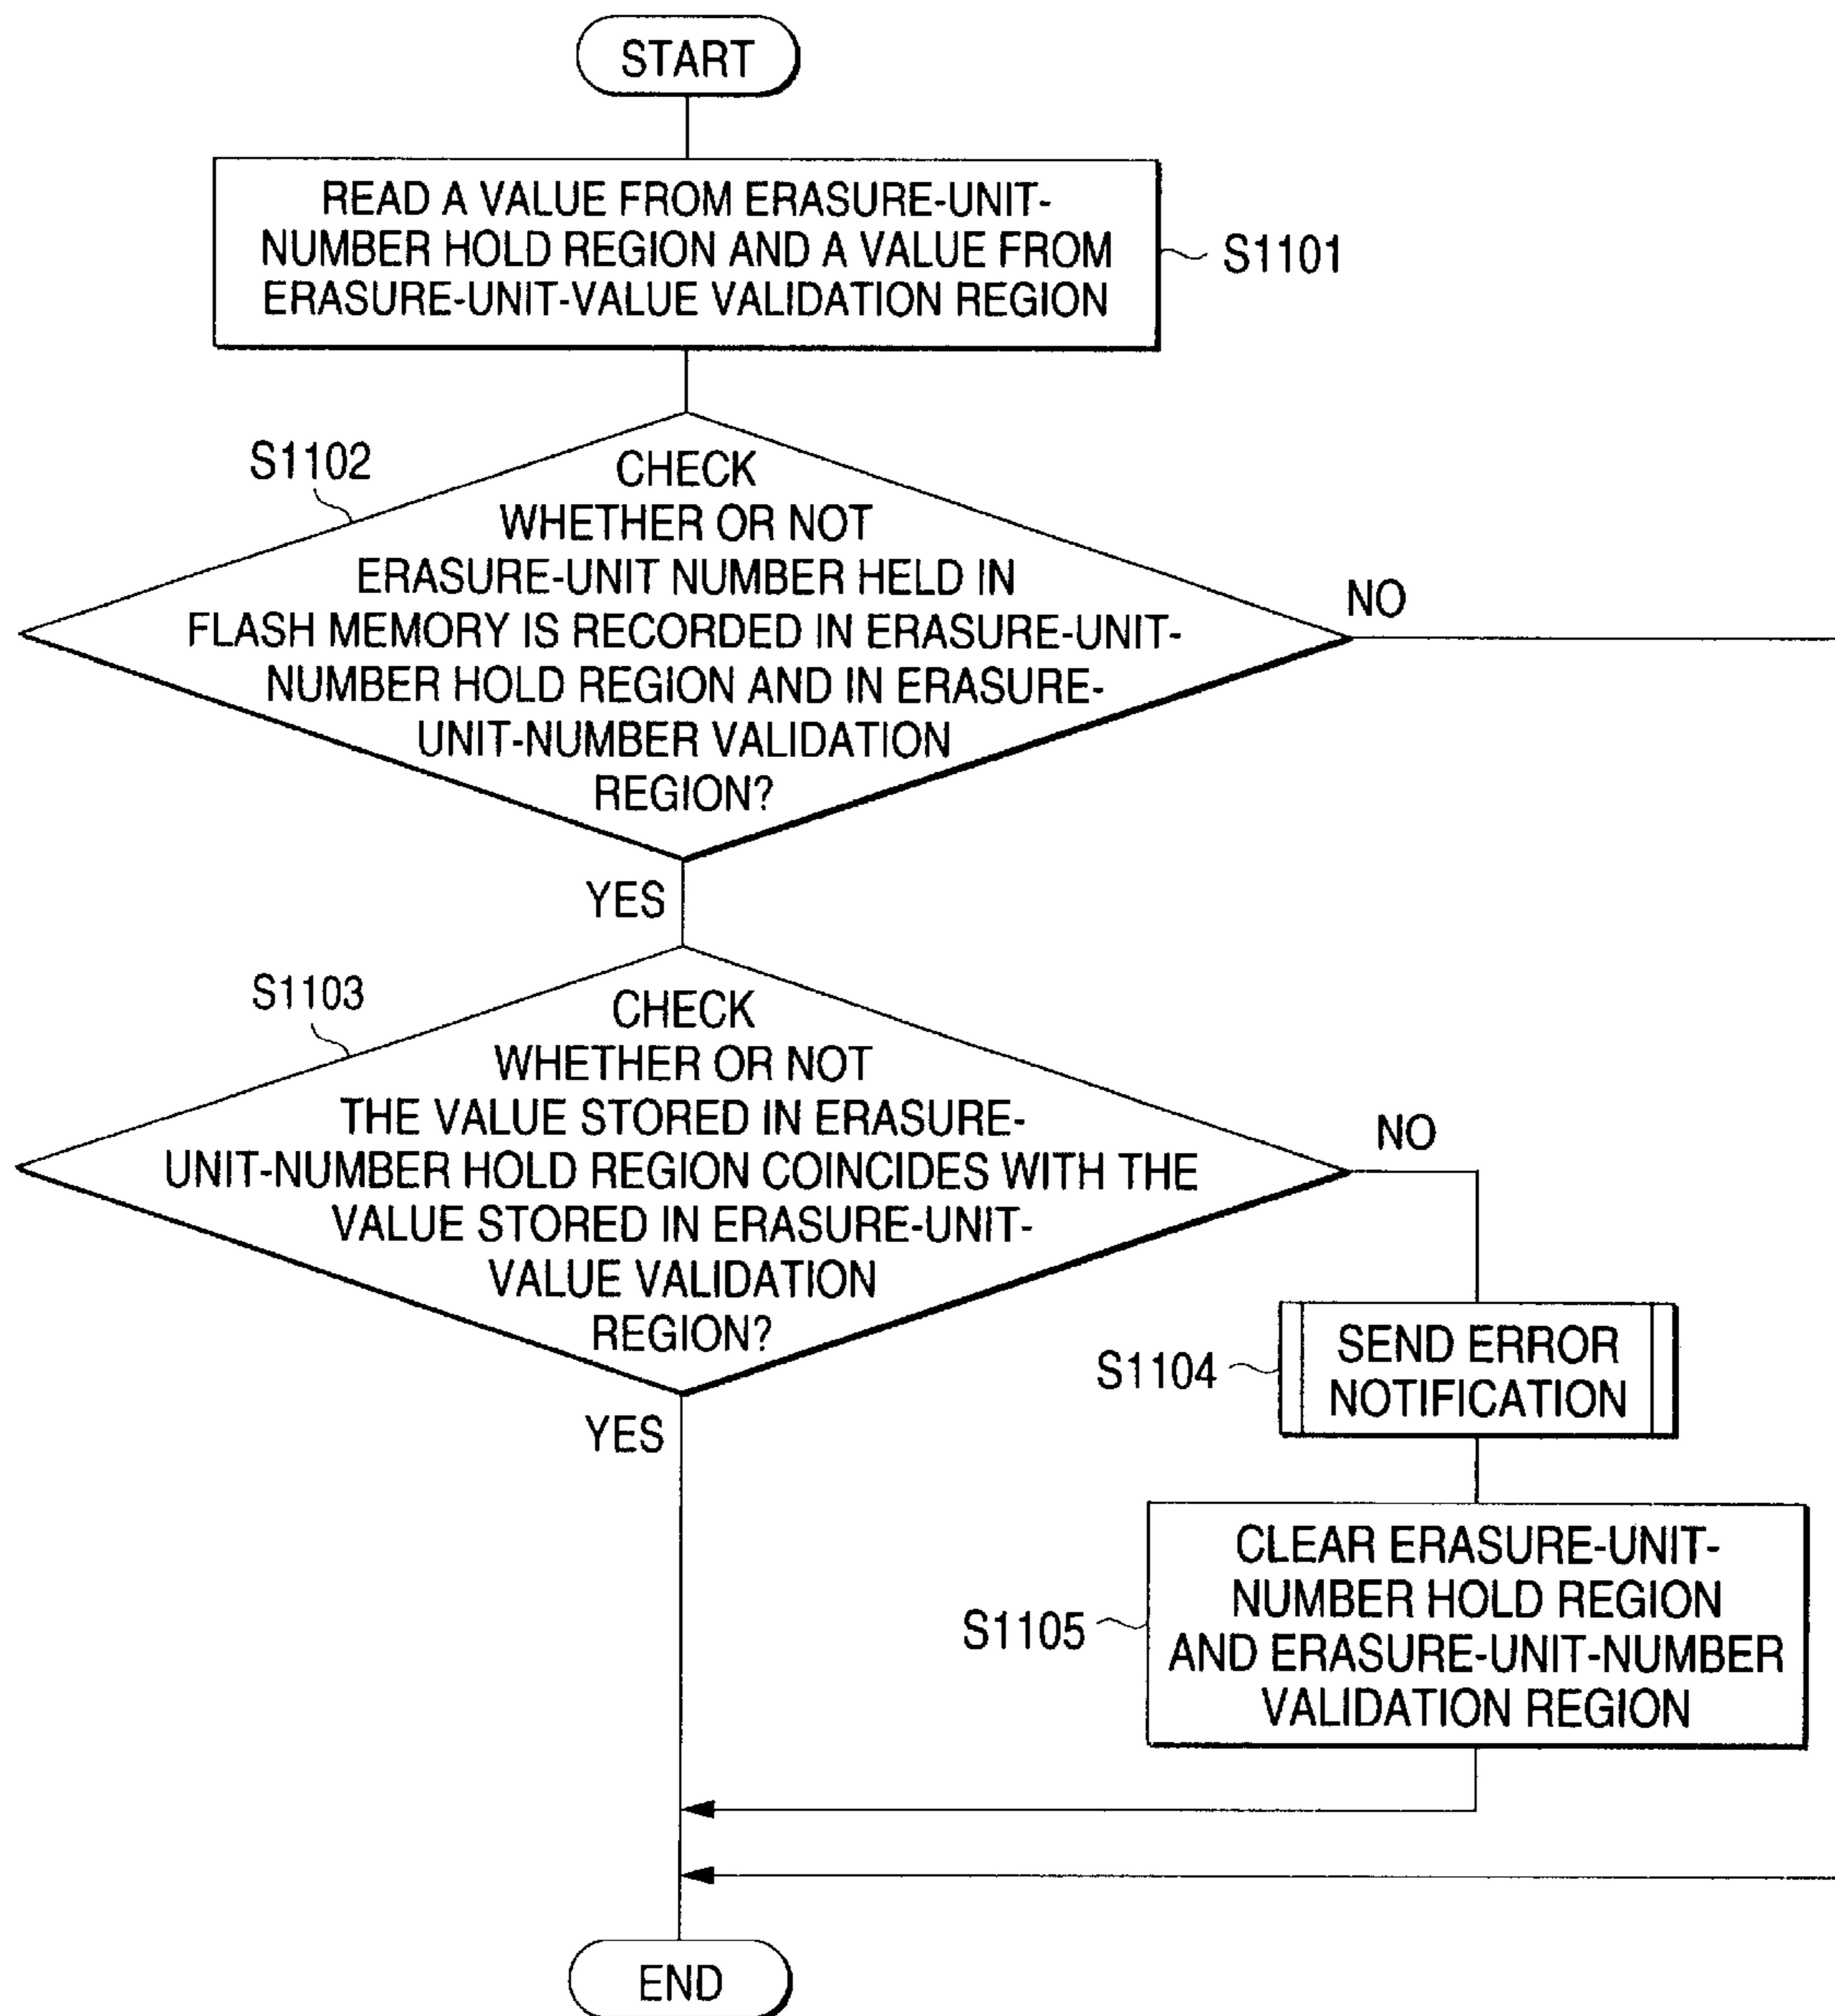 START
READ A VALUE FROM ERASURE-UNIT-
NUMBER HOLD REGION AND A VALUE FROM
ERASURE-UNIT-VALUE VALIDATION REGION
S1101
S1102
CHECK
WHETHER OR NOT
ERASURE-UNIT NUMBER HELD IN
FLASH MEMORY IS RECORDED IN ERASURE-UNIT-
NUMBER HOLD REGION AND IN ERASURE-
UNIT-NUMBER VALIDATION
REGION?
NO
YES
S1103
CHECK
WHETHER OR NOT
THE VALUE STORED IN ERASURE-
UNIT-NUMBER HOLD REGION COINCIDES WITH THE
VALUE STORED IN ERASURE-UNIT-
VALUE VALIDATION
REGION?
NO
YES
S1104
SEND ERROR
NOTIFICATION
S1105
CLEAR ERASURE-UNIT-
NUMBER HOLD REGION
AND ERASURE-UNIT-NUMBER
VALIDATION REGION
END